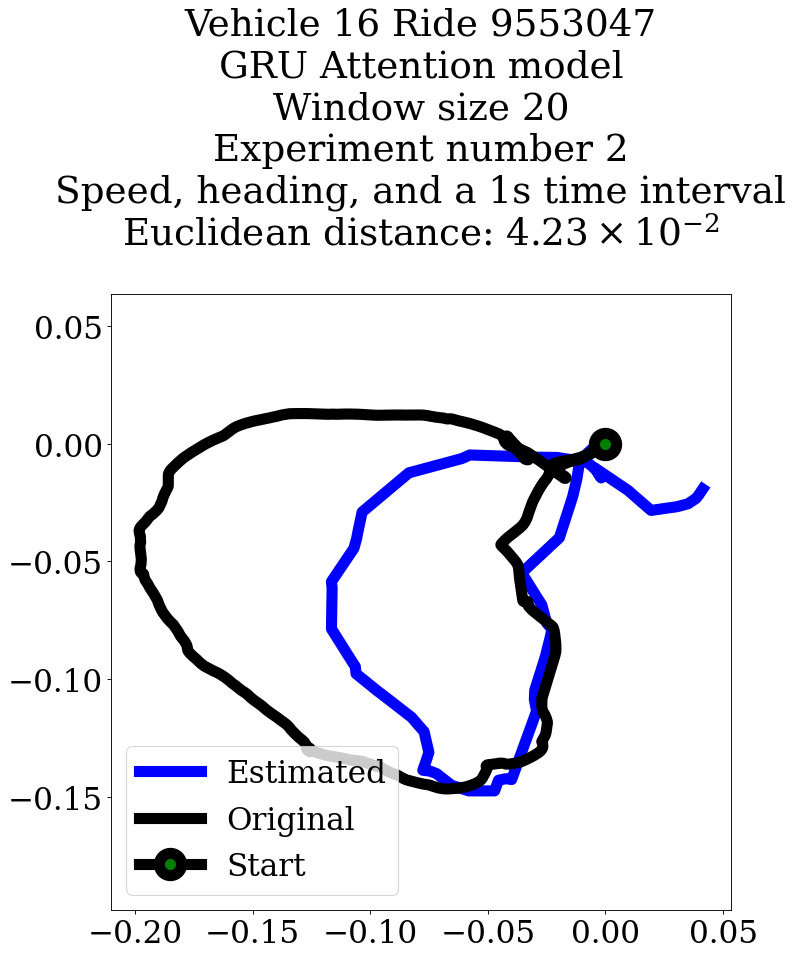 Vehicle 16 Ride 9553047
GRU Attention model
Window size 20
Experiment number 2
Speed, heading, and a 1s time interval
Euclidean distance: 4.23 × 10⁻²
0.05
0.00
−0.05
−0.10
−0.15
Estimated
Original
Start
−0.20 −0.15 −0.10 −0.05 0.00 0.05